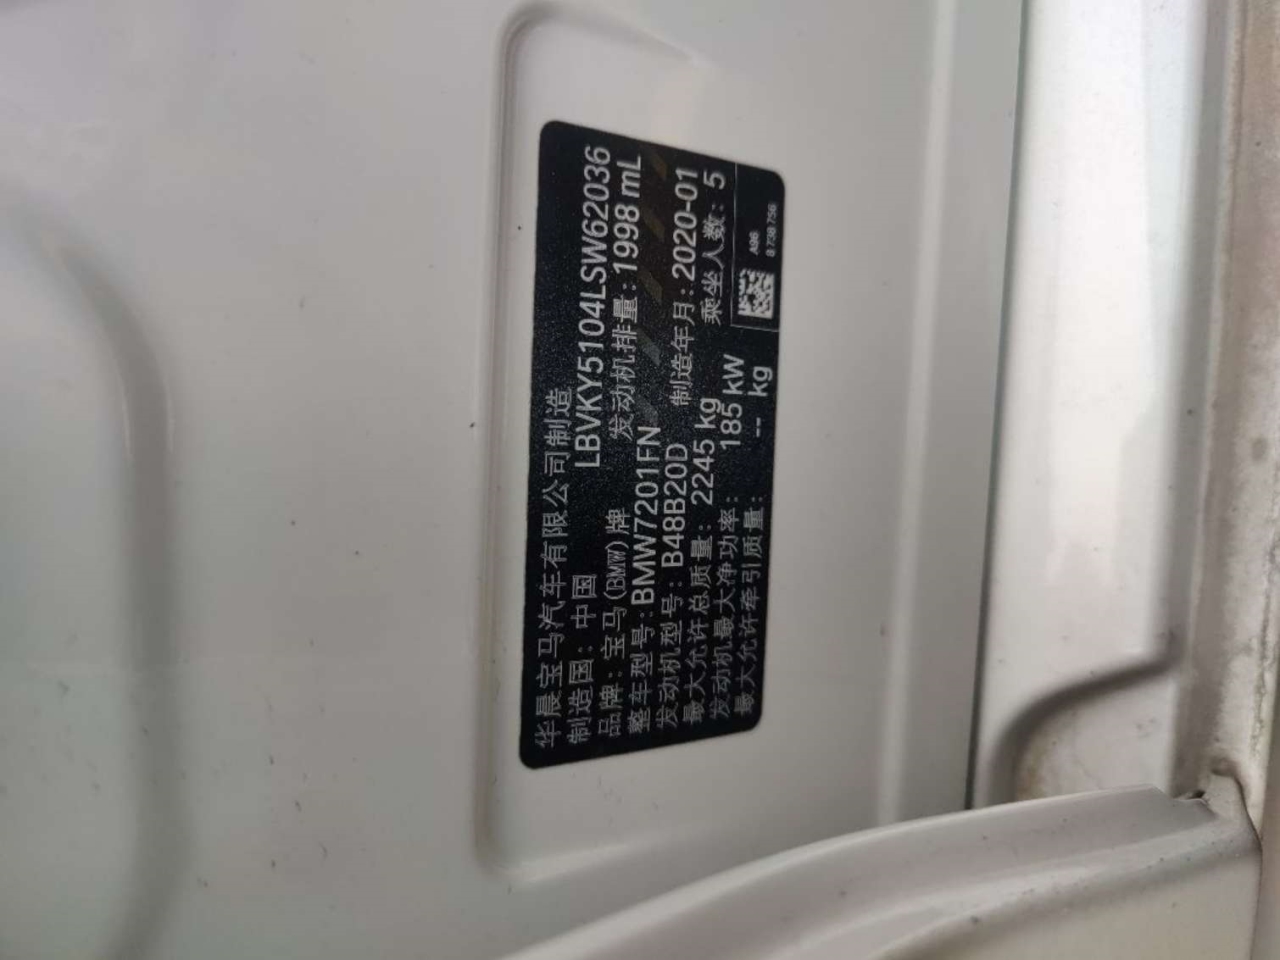 华晨宝马汽车有限公司制造
制造国：中国 LBVKY5104LSW62036
品牌：宝马(BMW)牌 发动机排量：1998 mL
整车型号：BMW7201FN
发动机型号：B48B20D 制造年月：2020-01
最大允许总质量：2245 kg 乘坐人数：5
发动机最大净功率：185 kW
最大允许牵引质量：-- kg
A96
8 738 756